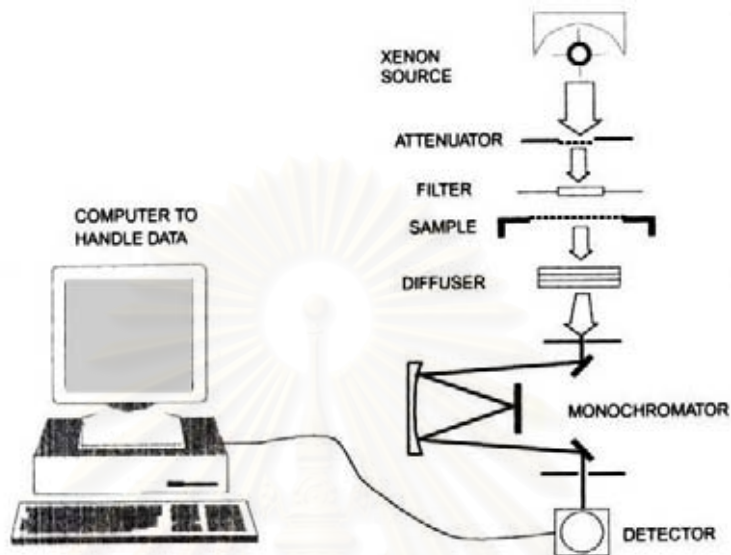 XENON
SOURCE
ATTENUATOR
FILTER
COMPUTER TO
HANDLE DATA
SAMPLE
DIFFUSER
MONOCHROMATOR
DETECTOR